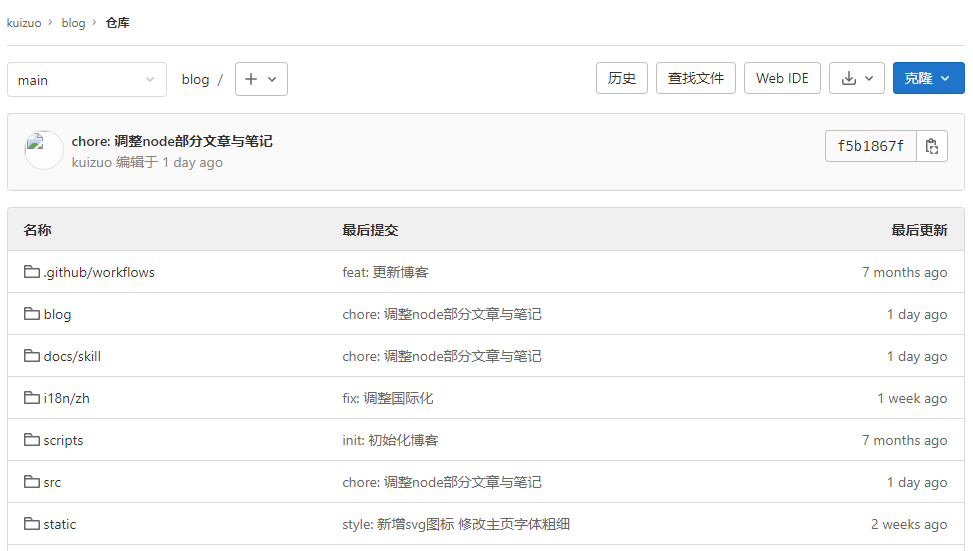 kuizuo > blog > 仓库
main blog / + 历史 查找文件 Web IDE 克隆
chore: 调整node部分文章与笔记
kuizuo 编辑于 1 day ago
f5b1867f
名称 最后提交 最后更新
.github/workflows feat: 更新博客 7 months ago
blog chore: 调整node部分文章与笔记 1 day ago
docs/skill chore: 调整node部分文章与笔记 1 day ago
i18n/zh fix: 调整国际化 1 week ago
scripts init: 初始化博客 7 months ago
src chore: 调整node部分文章与笔记 1 day ago
static style: 新增svg图标 修改主页字体粗细 2 weeks ago